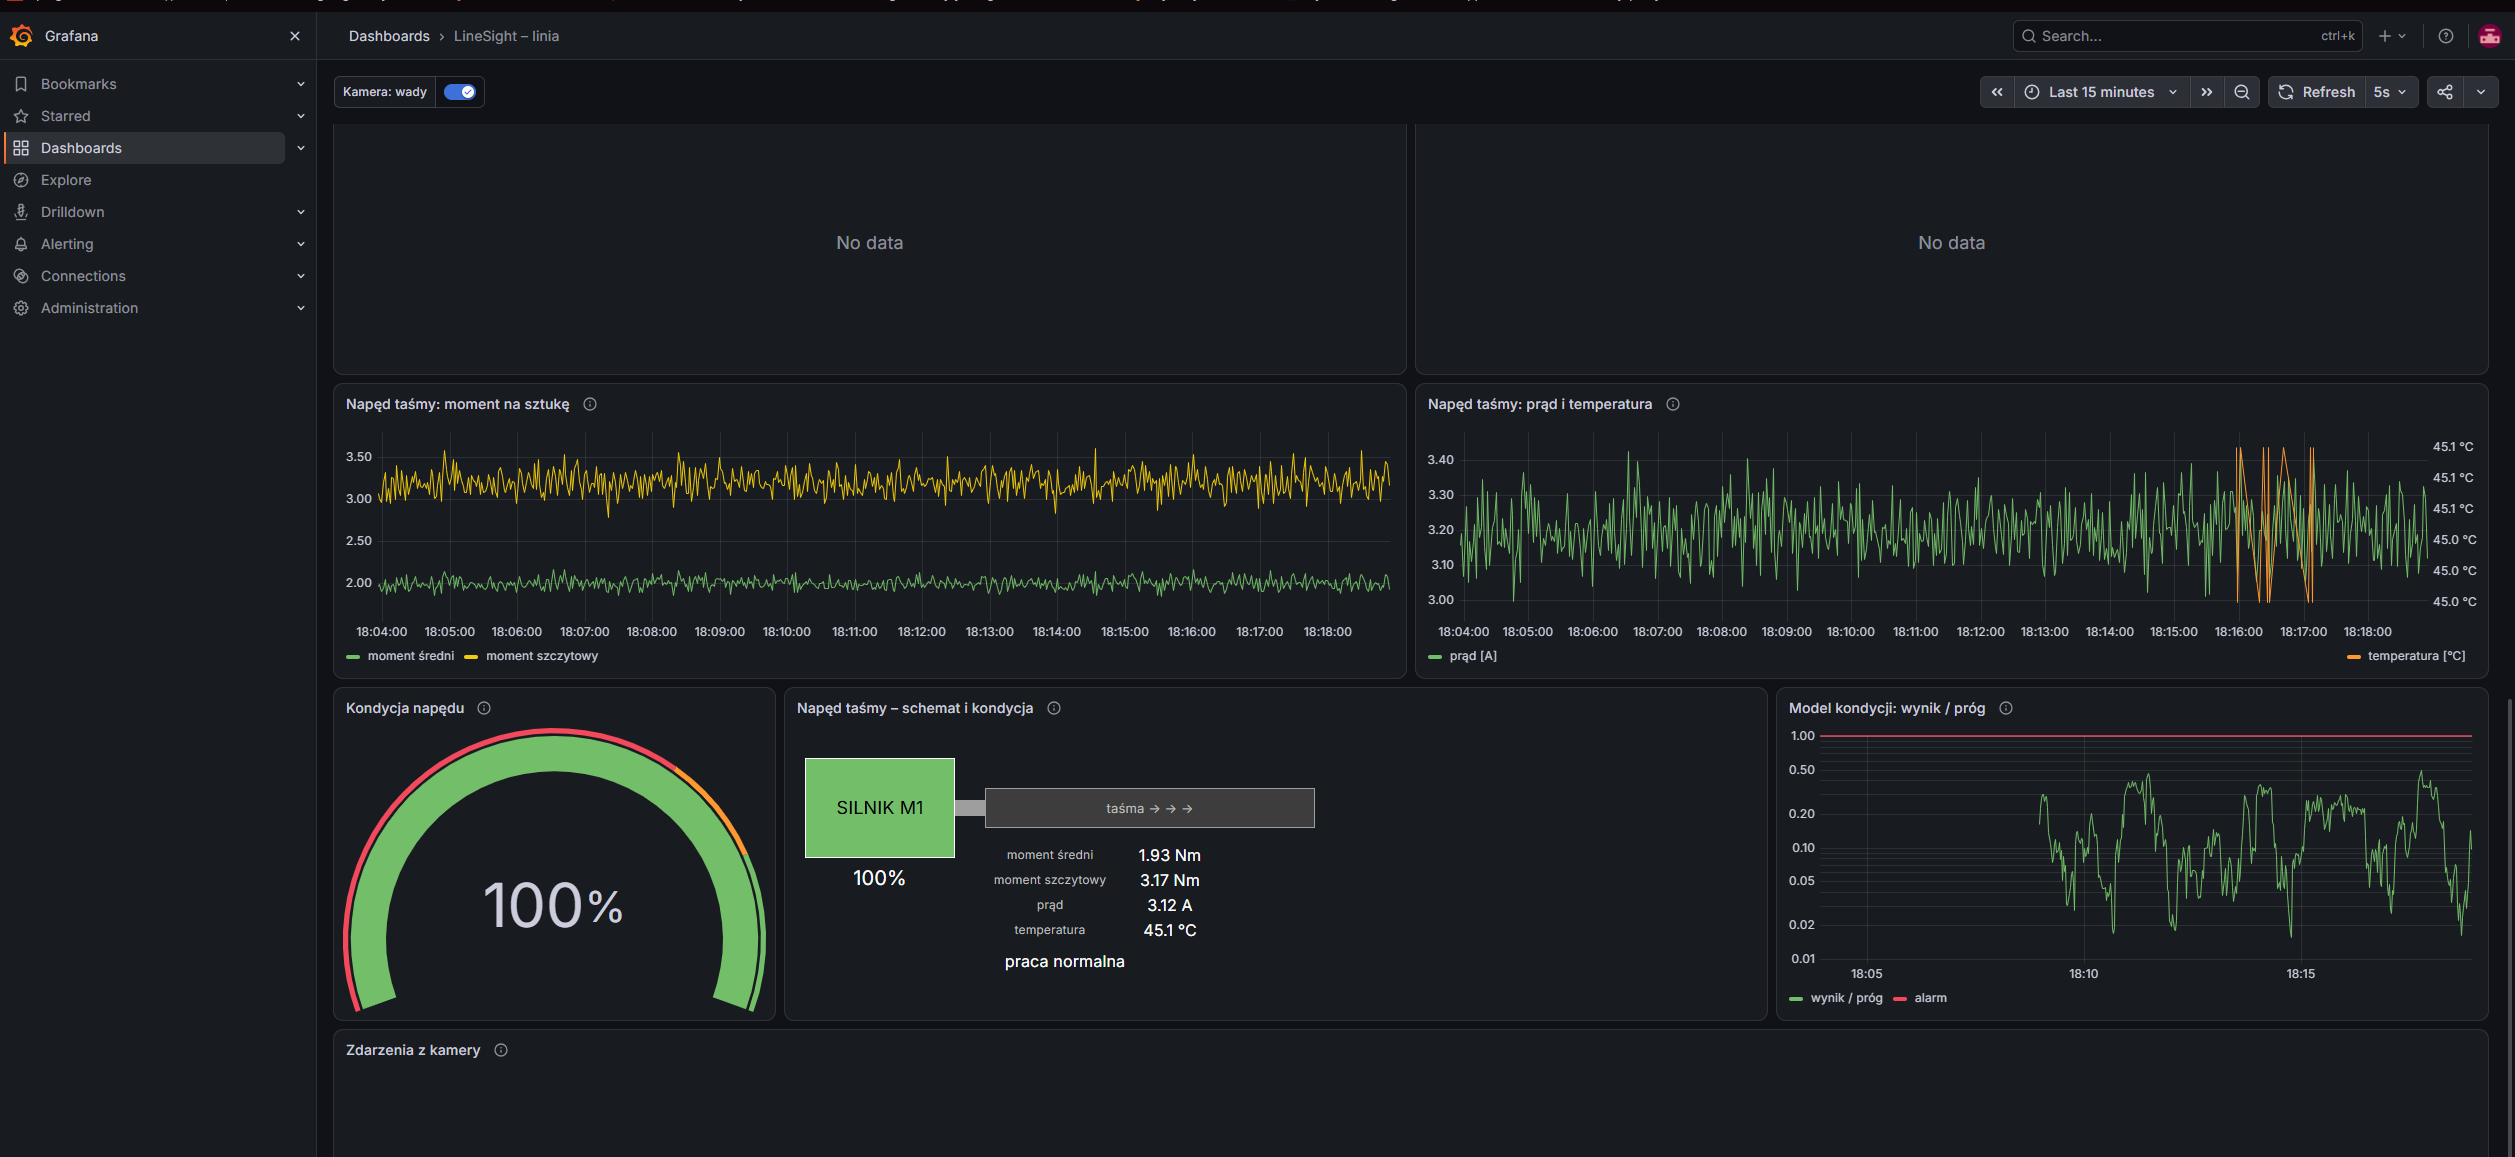 Grafana
Dashboards › LineSight – linia
Search...
ctrl+k
Bookmarks
Starred
Dashboards
Explore
Drilldown
Alerting
Connections
Administration
Kamera: wady
Last 15 minutes
Refresh
5s
No data
No data
Napęd taśmy: moment na sztukę
3.50
3.00
2.50
2.00
18:04:00 18:05:00 18:06:00 18:07:00 18:08:00 18:09:00 18:10:00 18:11:00 18:12:00 18:13:00 18:14:00 18:15:00 18:16:00 18:17:00 18:18:00
moment średni moment szczytowy
Napęd taśmy: prąd i temperatura
3.40
3.30
3.20
3.10
3.00
45.1 °C
45.1 °C
45.1 °C
45.0 °C
45.0 °C
45.0 °C
18:04:00 18:05:00 18:06:00 18:07:00 18:08:00 18:09:00 18:10:00 18:11:00 18:12:00 18:13:00 18:14:00 18:15:00 18:16:00 18:17:00 18:18:00
prąd [A] temperatura [°C]
Kondycja napędu
100%
Napęd taśmy – schemat i kondycja
SILNIK M1
taśma → → →
100%
moment średni 1.93 Nm
moment szczytowy 3.17 Nm
prąd 3.12 A
temperatura 45.1 °C
praca normalna
Model kondycji: wynik / próg
1.00
0.50
0.20
0.10
0.05
0.02
0.01
18:05 18:10 18:15
wynik / próg alarm
Zdarzenia z kamery